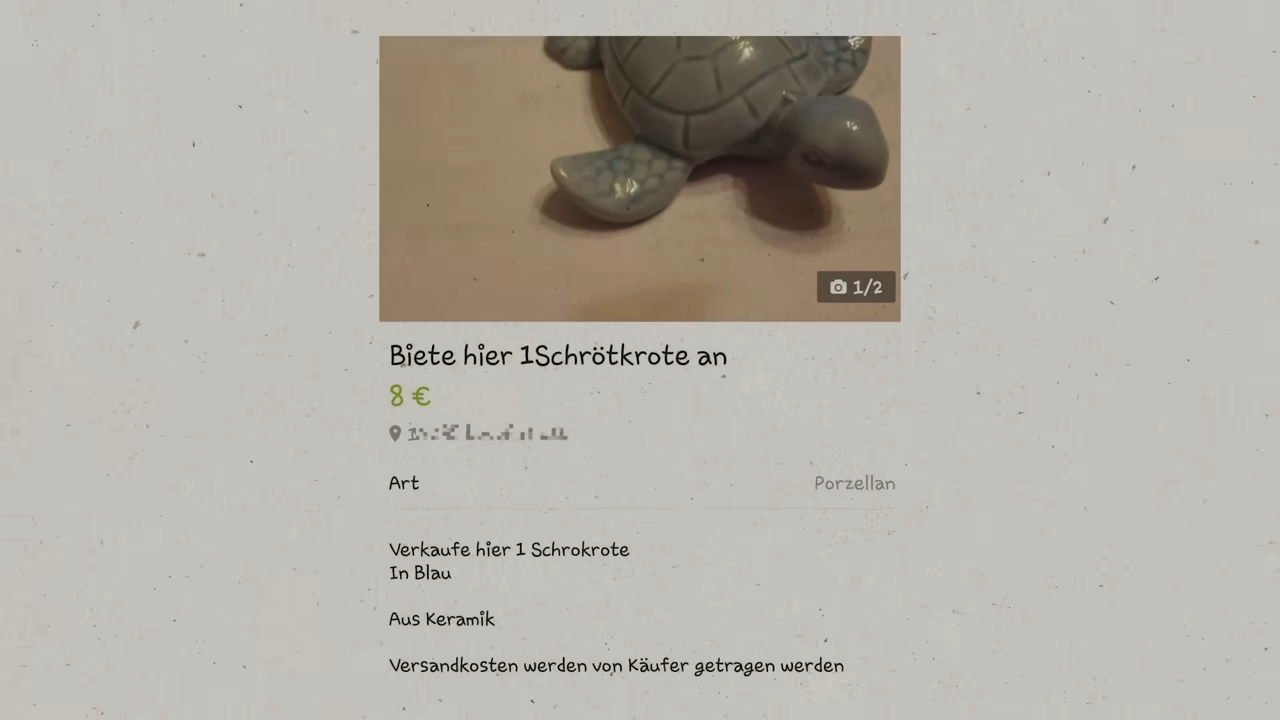 1/2
Biete hier 1Schrötkrote an
8 €
Art
Porzellan
Verkaufe hier 1 Schrokrote
In Blau
Aus Keramik
Versandkosten werden von Käufer getragen werden